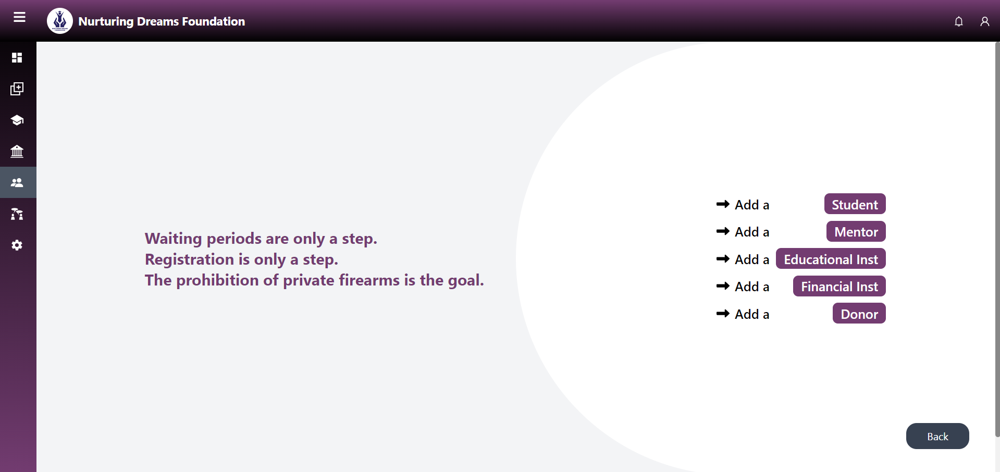 Nurturing Dreams Foundation
Waiting periods are only a step.
Registration is only a step.
The prohibition of private firearms is the goal.
Add a Student
Add a Mentor
Add a Educational Inst
Add a Financial Inst
Add a Donor
Back